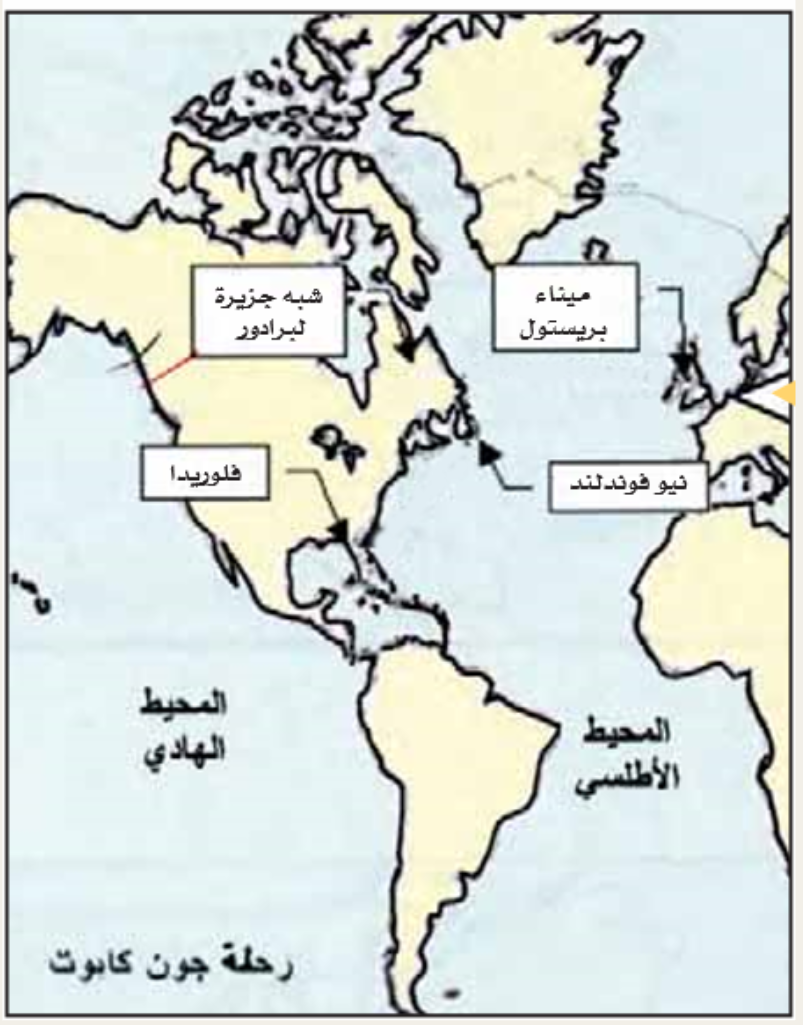 شبه جزيرة
لبرادور
ميناء
بريستول
فلوريدا
نيو فوندلند
المحيط
الهادي
المحيط
الأطلسي
رحلة جون كابوت